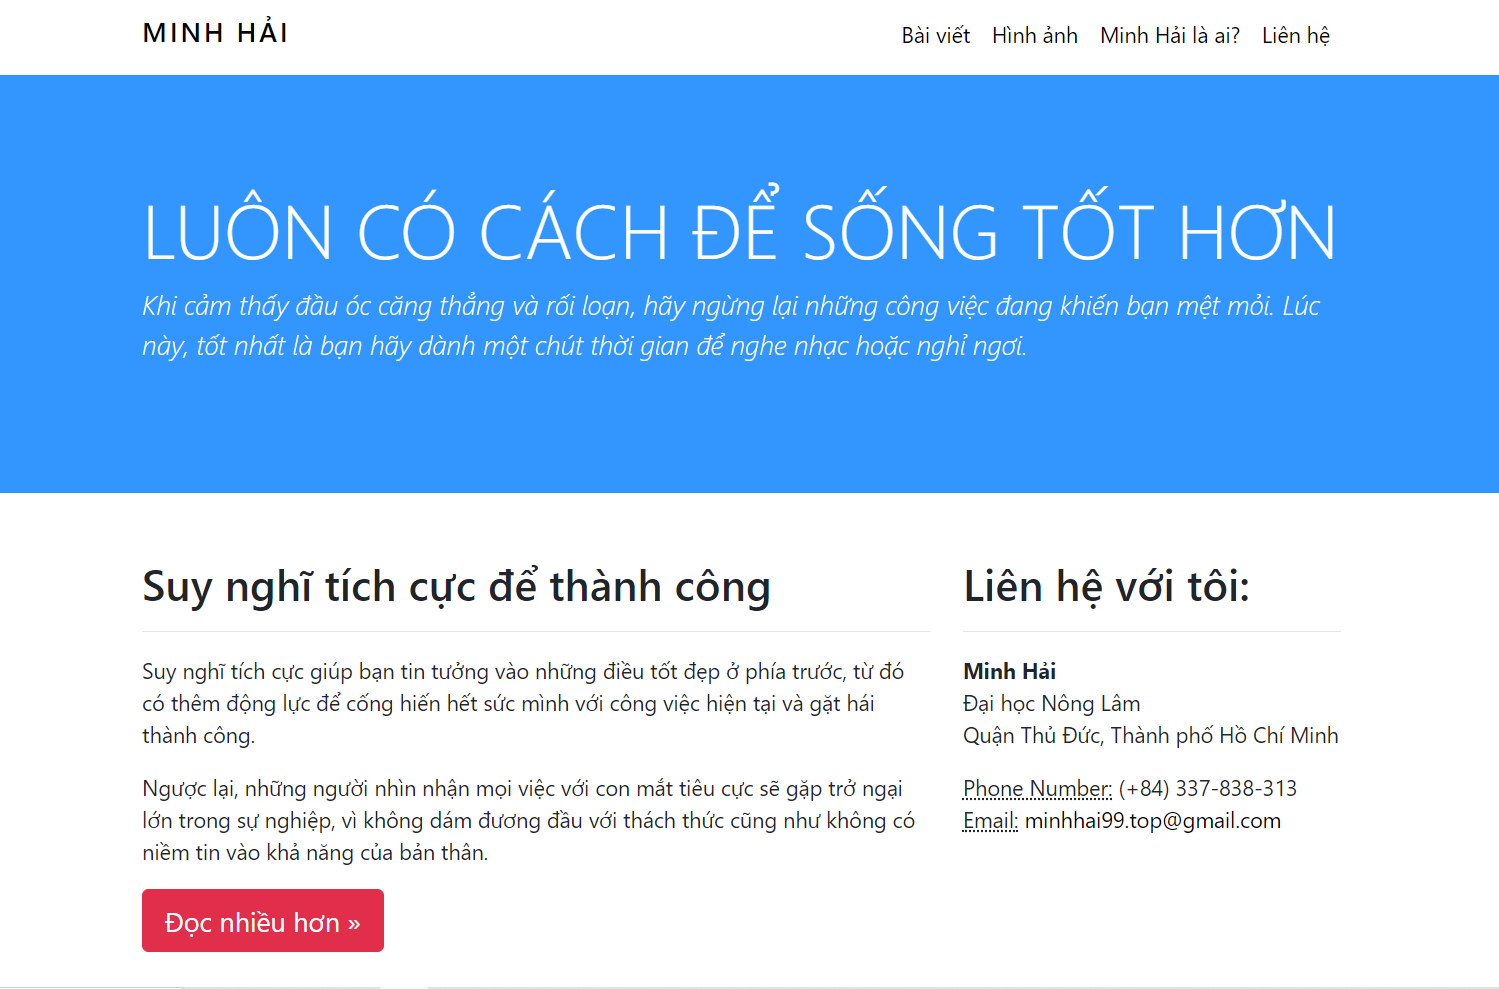 MINH HẢI
Bài viết Hình ảnh Minh Hải là ai? Liên hệ
LUÔN CÓ CÁCH ĐỂ SỐNG TỐT HƠN
Khi cảm thấy đầu óc căng thẳng và rối loạn, hãy ngừng lại những công việc đang khiến bạn mệt mỏi. Lúc
này, tốt nhất là bạn hãy dành một chút thời gian để nghe nhạc hoặc nghỉ ngơi.
Suy nghĩ tích cực để thành công
Suy nghĩ tích cực giúp bạn tin tưởng vào những điều tốt đẹp ở phía trước, từ đó
có thêm động lực để cống hiến hết sức mình với công việc hiện tại và gặt hái
thành công.
Ngược lại, những người nhìn nhận mọi việc với con mắt tiêu cực sẽ gặp trở ngại
lớn trong sự nghiệp, vì không dám đương đầu với thách thức cũng như không có
niềm tin vào khả năng của bản thân.
Đọc nhiều hơn »
Liên hệ với tôi:
Minh Hải
Đại học Nông Lâm
Quận Thủ Đức, Thành phố Hồ Chí Minh
Phone Number: (+84) 337-838-313
Email: minhhai99.top@gmail.com